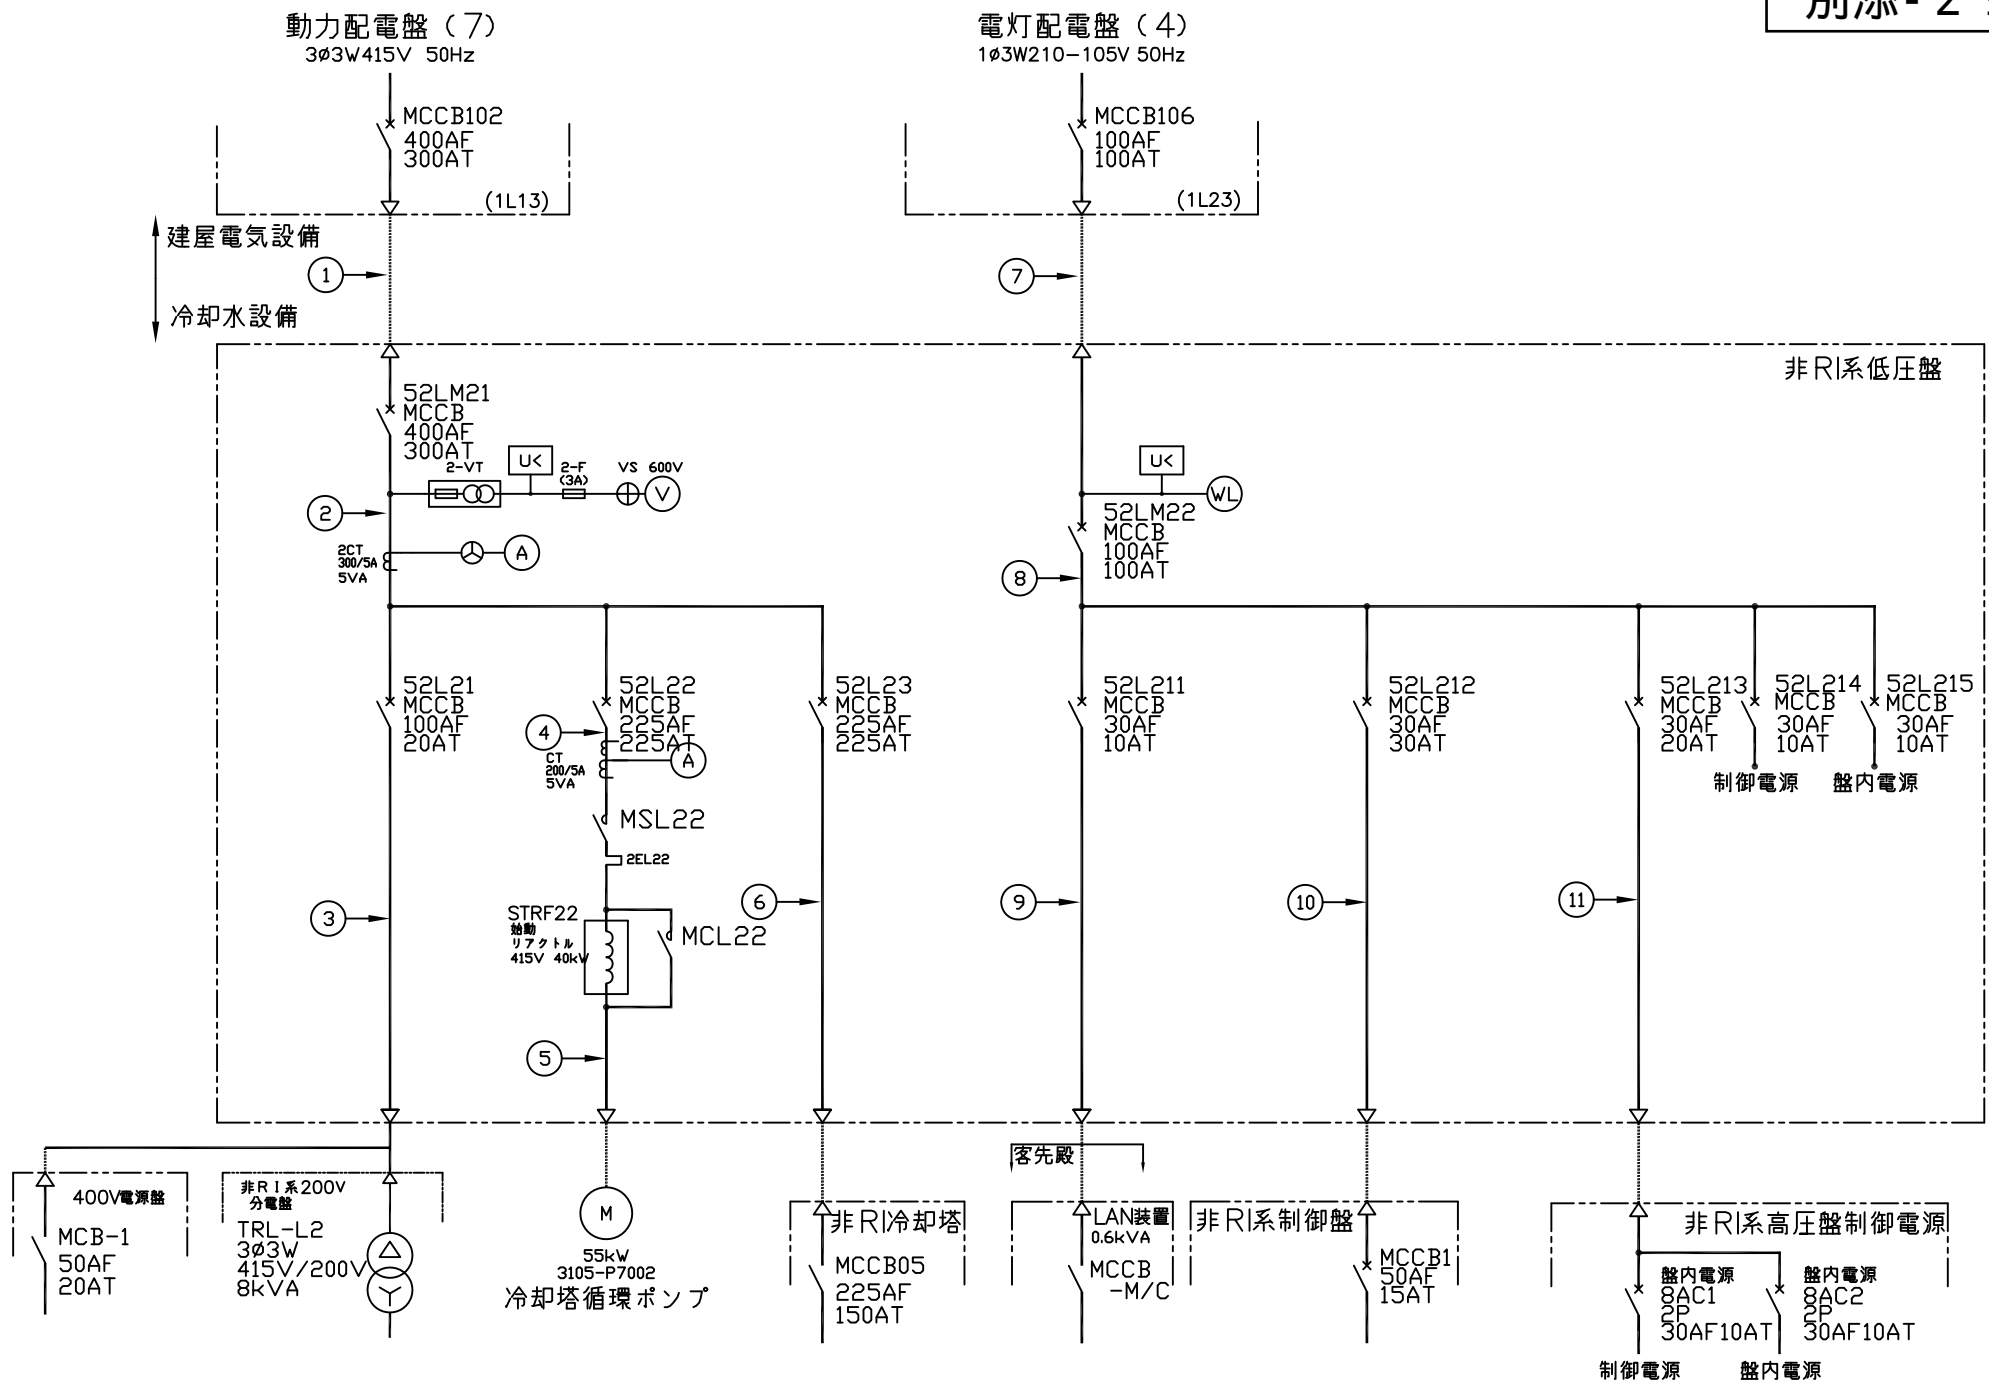 別添-2
動力配電盤(7)
3ø3W415V 50Hz
電灯配電盤(4)
1ø3W210-105V 50Hz
MCCB102
400AF
300AT
(1L13)
MCCB106
100AF
100AT
(1L23)
建屋電気設備
冷却水設備
1
7
非RI系低圧盤
52LM21
MCCB
400AF
300AT
2-VT
U<
2-F
(3A)
VS 600V
V
2
2CT
300/5A
5VA
A
U<
WL
52LM22
MCCB
100AF
100AT
8
52L21
MCCB
100AF
20AT
52L22
MCCB
225AF
225AT
4
CT
200/5A
5VA
A
52L23
MCCB
225AF
225AT
52L211
MCCB
30AF
10AT
52L212
MCCB
30AF
30AT
52L213
MCCB
30AF
20AT
52L214
MCCB
30AF
10AT
制御電源
52L215
MCCB
30AF
10AT
盤内電源
MSL22
2EL22
3
STRF22
始動
リアクトル
415V 40kW
MCL22
6
9
10
11
5
客先殿
400V電源盤
MCB-1
50AF
20AT
非RI系200V
分電盤
TRL-L2
3ø3W
415V/200V
8kVA
M
55kW
3105-P7002
冷却塔循環ポンプ
非RI冷却塔
MCCB05
225AF
150AT
LAN装置
0.6kVA
MCCB
-M/C
非RI系制御盤
MCCB1
50AF
15AT
非RI系高圧盤制御電源
盤内電源
8AC1
2P
30AF10AT
制御電源
盤内電源
8AC2
2P
30AF10AT
盤内電源